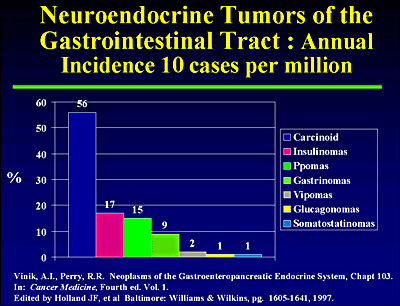 Neuroendocrine Tumors of the
Gastrointestinal Tract : Annual
Incidence 10 cases per million
60
50
40
30
20
10
0
%
56
17
15
9
2
1
1
Carcinoid
Insulinomas
Ppomas
Gastrinomas
Vipomas
Glucagonomas
Somatostatinomas
Vinik, A.I., Perry, R.R. Neoplasms of the Gastroenteropancreatic Endocrine System, Chapt 103.
In: Cancer Medicine, Fourth ed. Vol. 1.
Edited by Holland JF, et al Baltimore: Williams & Wilkins, pg. 1605-1641, 1997.